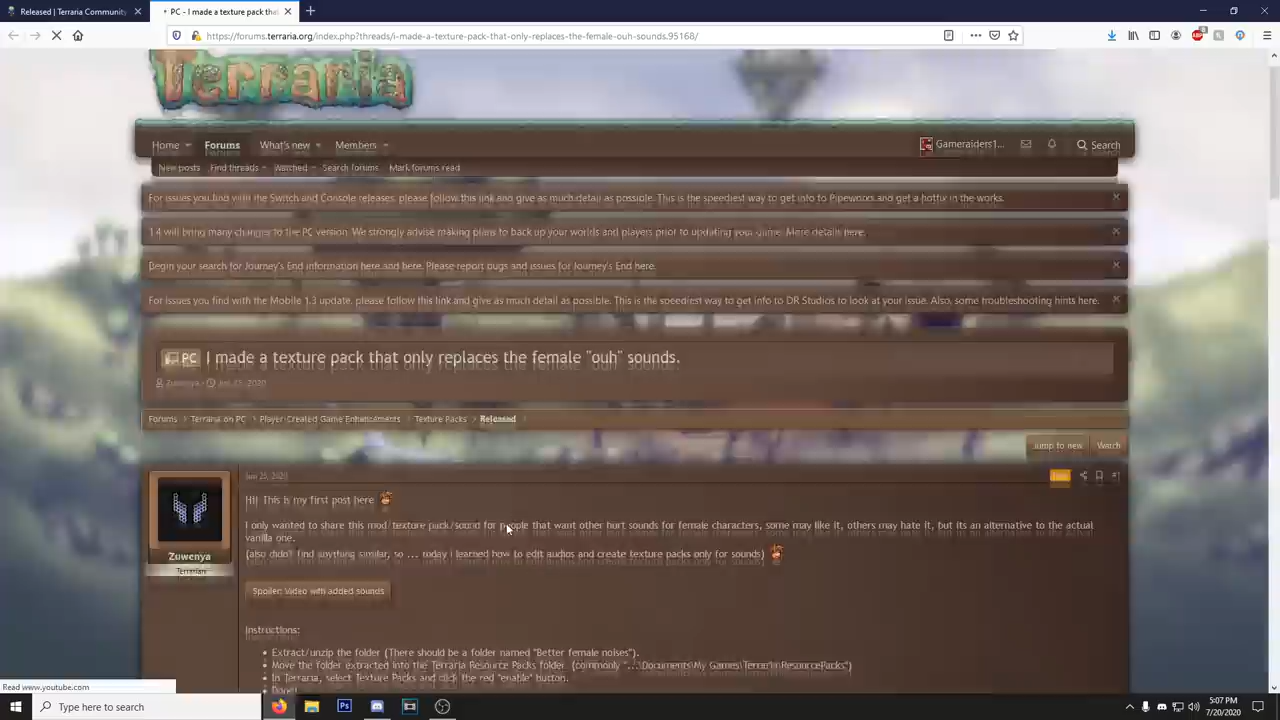 Released | Terraria Community
PC - I made a texture pack that
https://forums.terraria.org/index.php?threads/i-made-a-texture-pack-that-only-replaces-the-female-ouh-sounds.95168/
Terraria
Home Forums What's new Members Gameraiders1... Search
New posts Find threads Watched Search forums Mark forums read
For issues you find with the Switch and Console releases, please follow this link and give as much detail as possible. This is the speediest way to get info to Pipeworks and get a hotfix in the works.
1.4 will bring many changes to the PC version. We strongly advise making plans to back up your worlds and players prior to updating your game. More details here.
Begin your search for Journey's End information here and here. Please report bugs and issues for Journey's End here.
For issues you find with the Mobile 1.3 update, please follow this link and give as much detail as possible. This is the speediest way to get info to DR Studios to look at your issue. Also, some troubleshooting hints here.
PC I made a texture pack that only replaces the female "ouh" sounds.
Zuwenya · Jun 25, 2020
Forums Terraria on PC Player Created Game Enhancements Texture Packs Released
Jump to new Watch
Jun 25, 2020 #1
Hi! This is my first post here
I only wanted to share this mod/texture pack/sound for people that want other hurt sounds for female characters, some may like it, others may hate it, but its an alternative to the actual
vanilla one.
(also didn't find anything similar, so ... today i learned how to edit audios and create texture packs only for sounds)
Zuwenya
Terrarian
Spoiler: Video with added sounds
Instructions:
• Extract/unzip the folder (There should be a folder named "Better female noises").
• Move the folder extracted into the Terraria Resource Packs folder. (commonly "...Documents\My Games\Terraria\ResourcePacks")
• In Terraria, select Texture Packs and click the red "enable" button.
• Done!
Read www.youtube.com
Type here to search
5:07 PM
7/20/2020